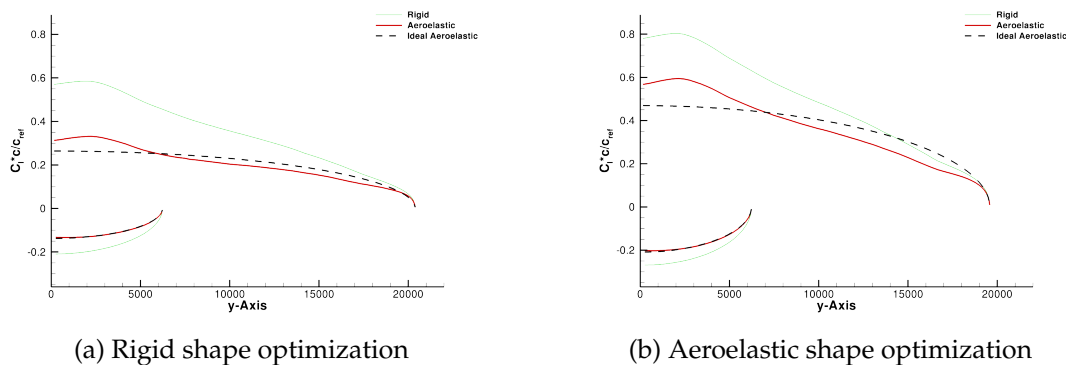 Rigid
Aeroelastic
Ideal Aeroelastic
0.8
0.6
0.4
0.2
0
-0.2
C_l*c/c_ref
0 5000 10000 15000 20000
y-Axis
(a) Rigid shape optimization
Rigid
Aeroelastic
Ideal Aeroelastic
0.8
0.6
0.4
0.2
0
-0.2
C_l*c/c_ref
0 5000 10000 15000 20000
y-Axis
(b) Aeroelastic shape optimization